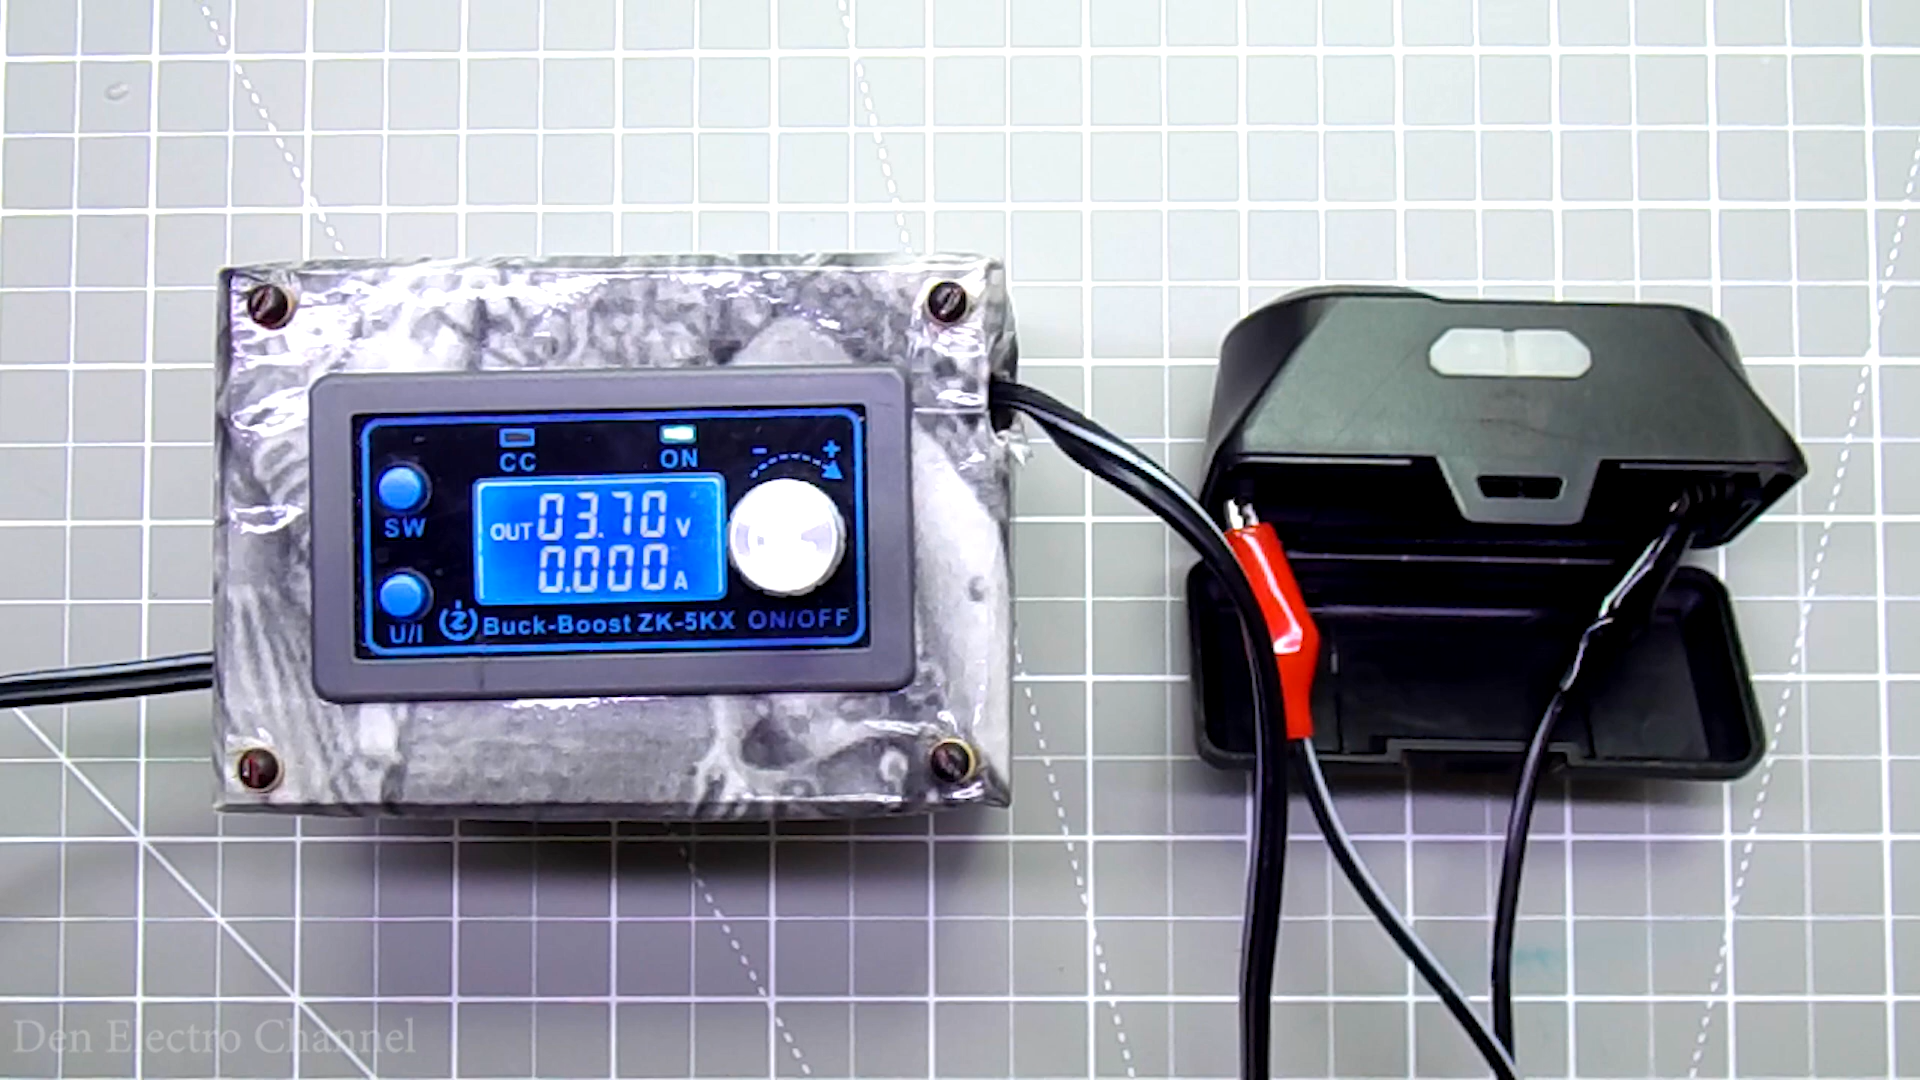 CC ON - +
SW
OUT 03.70 V
0.000 A
U/I Buck-Boost ZK-5KX ON/OFF
Den Electro Channel